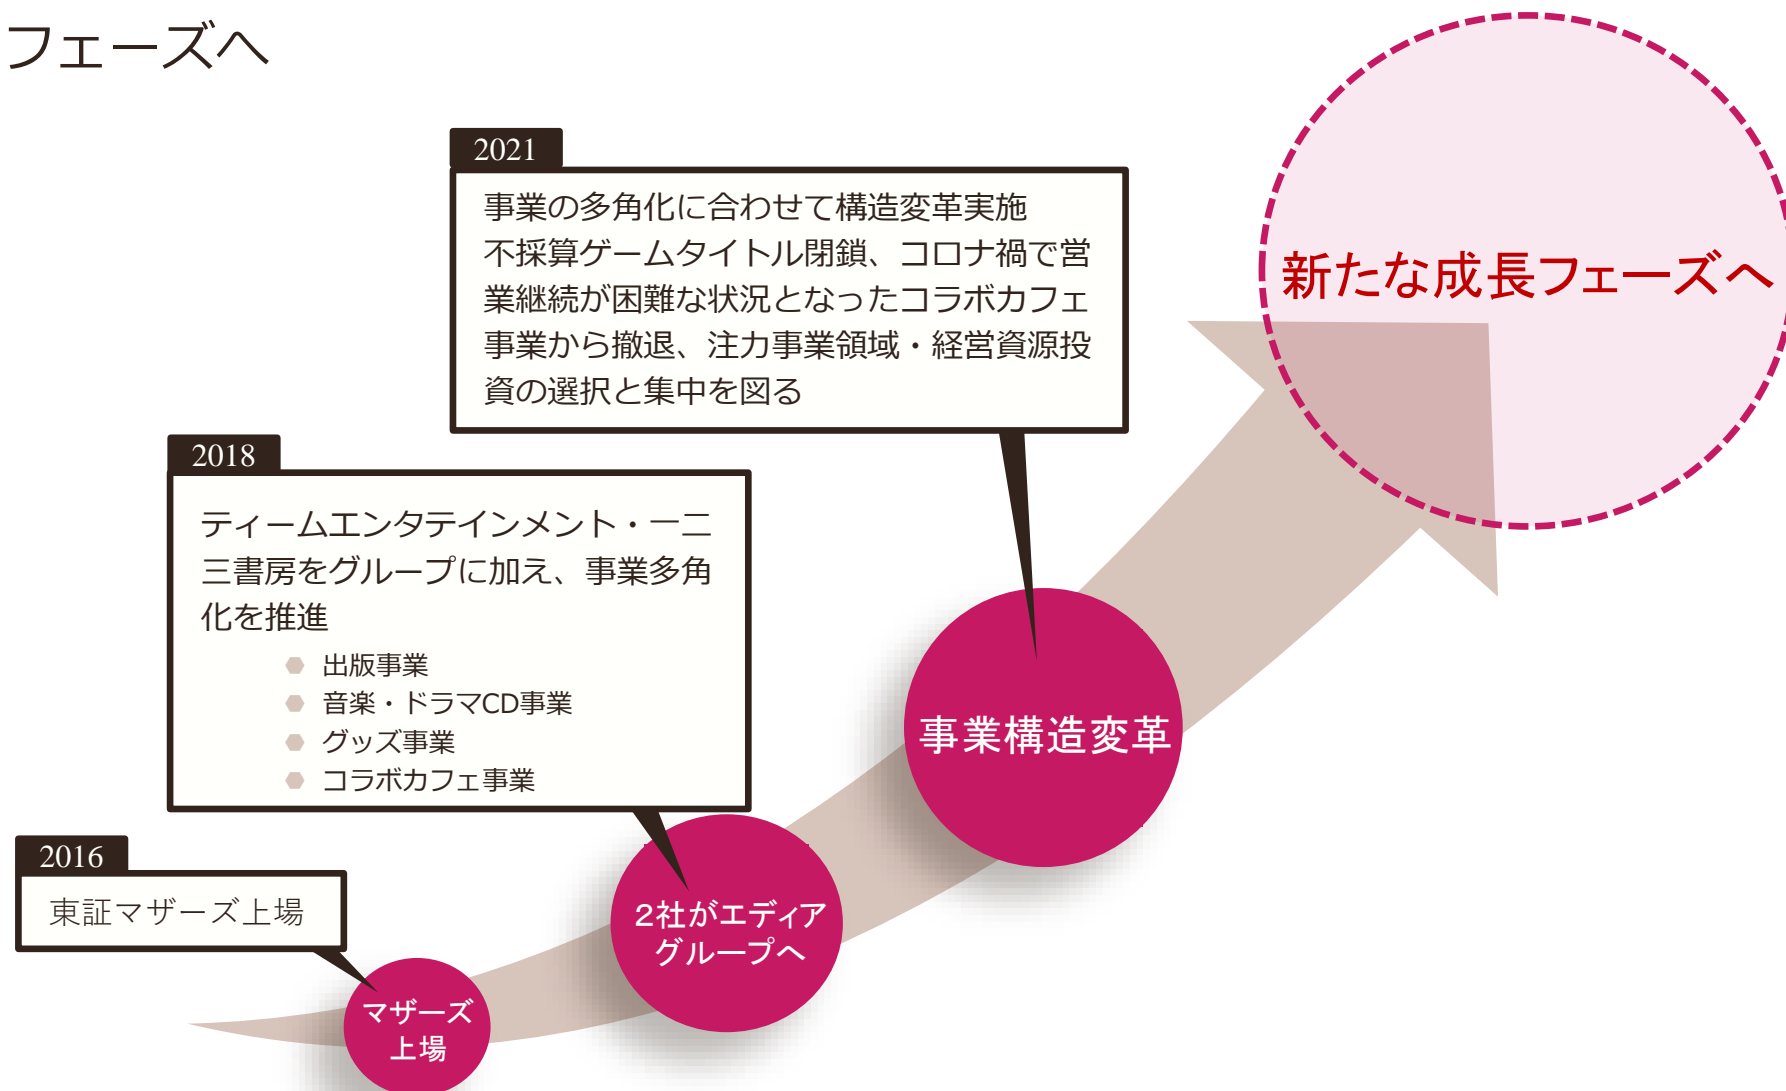 フェーズへ
新たな成長フェーズへ
2021
事業の多角化に合わせて構造変革実施
不採算ゲームタイトル閉鎖、コロナ禍で営
業継続が困難な状況となったコラボカフェ
事業から撤退、注力事業領域・経営資源投
資の選択と集中を図る
2018
ティームエンタテインメント・一二
三書房をグループに加え、事業多角
化を推進
出版事業
音楽・ドラマCD事業
グッズ事業
コラボカフェ事業
事業構造変革
2016
東証マザーズ上場
2社がエディア
グループへ
マザーズ
上場